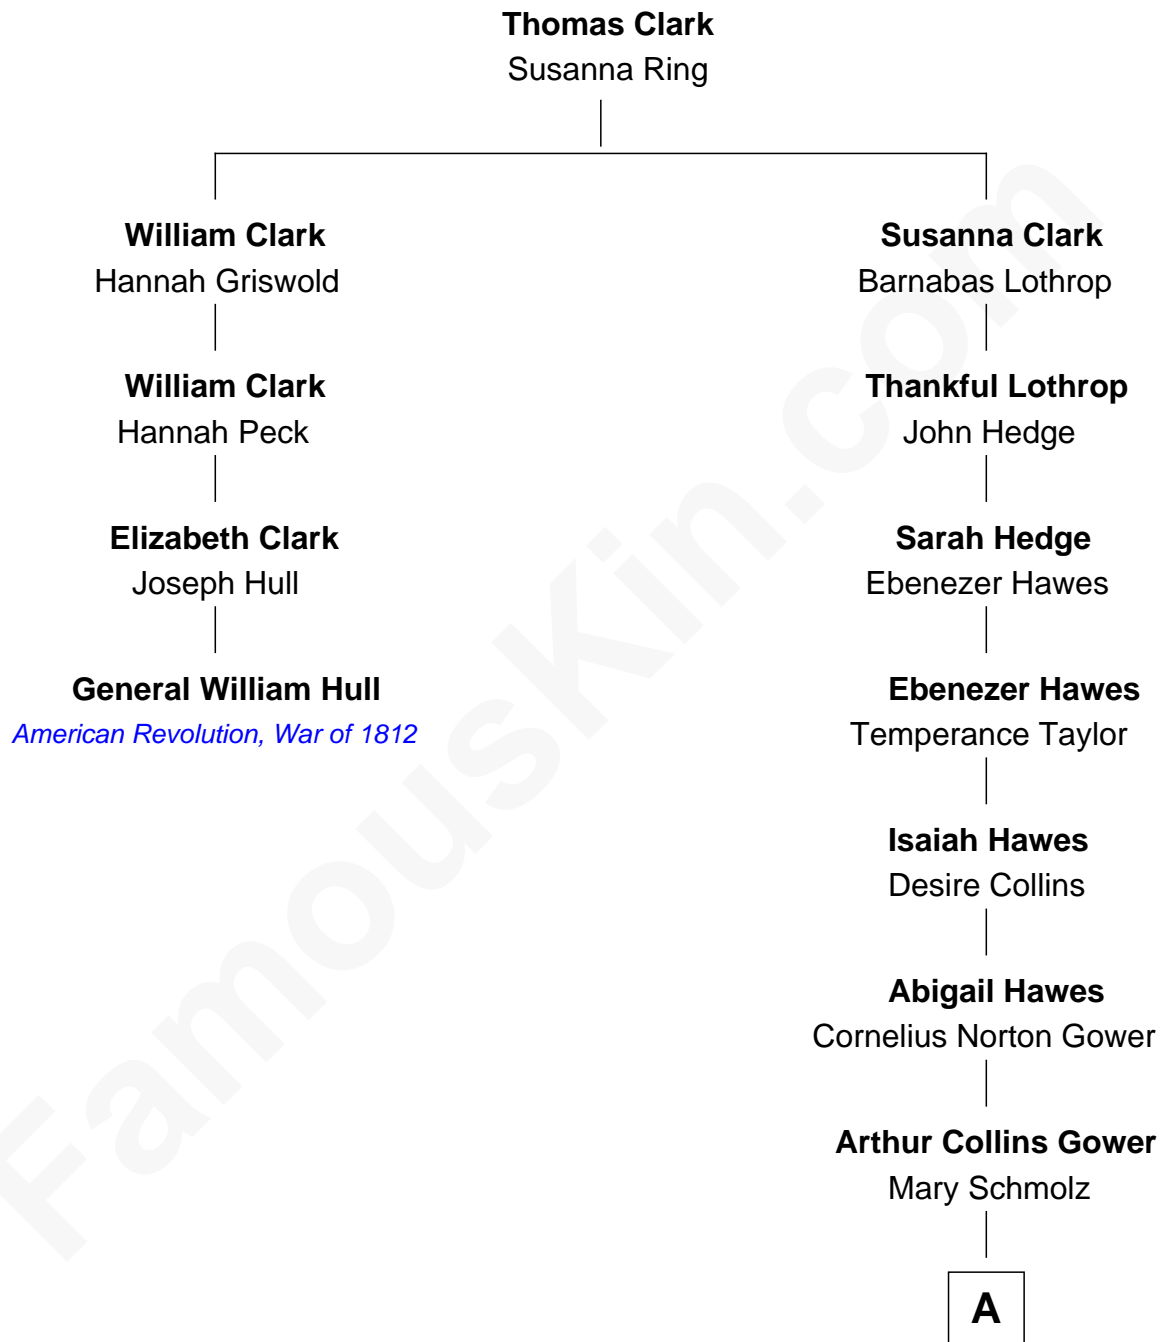 Thomas Clark
Susanna Ring
William Clark
Hannah Griswold
Susanna Clark
Barnabas Lothrop
William Clark
Hannah Peck
Thankful Lothrop
John Hedge
Elizabeth Clark
Joseph Hull
Sarah Hedge
Ebenezer Hawes
General William Hull
American Revolution, War of 1812
Ebenezer Hawes
Temperance Taylor
Isaiah Hawes
Desire Collins
Abigail Hawes
Cornelius Norton Gower
Arthur Collins Gower
Mary Schmolz
A
FamousKin.com